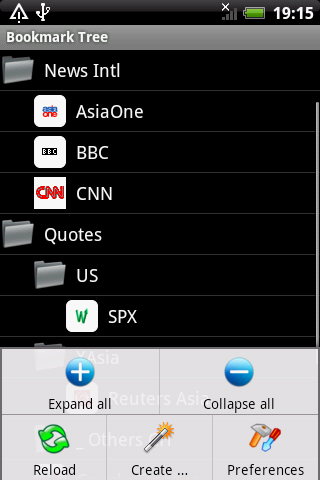 19:15
Bookmark Tree
News Intl
asia
one
AsiaOne
BBC
BBC
CNN
CNN
Quotes
US
W
SPX
XAsia
Expand all
Collapse all
Reuters Asia
_ Others
Reload
Create ...
Preferences